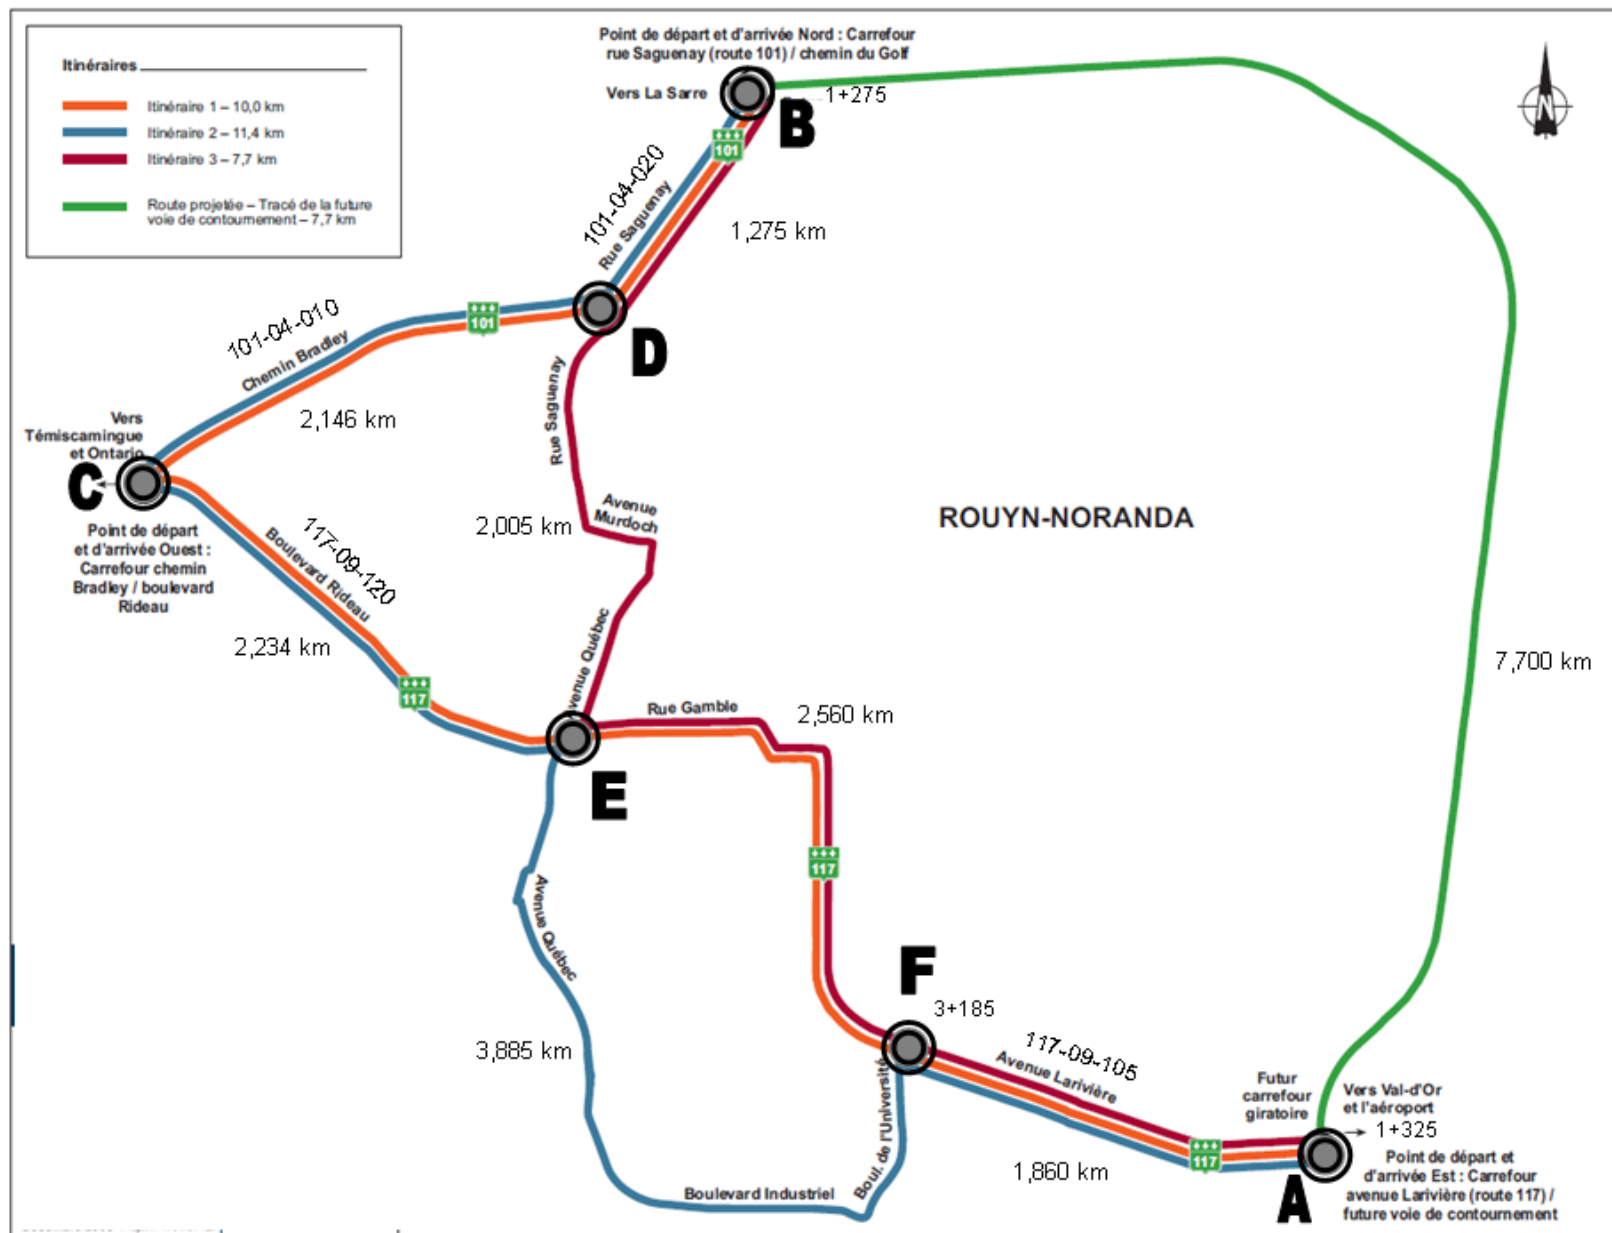 Itinéraires
Itinéraire 1 – 10,0 km
Itinéraire 2 – 11,4 km
Itinéraire 3 – 7,7 km
Route projetée – Tracé de la future
voie de contournement – 7,7 km
Point de départ et d'arrivée Nord : Carrefour
rue Saguenay (route 101) / chemin du Golf
Vers La Sarre
1+275
B
N
101
101-04-020
Rue Saguenay
1,275 km
101-04-010
Chemin Bradley
101
D
2,146 km
Vers
Témiscamingue
et Ontario
C
Point de départ
et d'arrivée Ouest :
Carrefour chemin
Bradley / boulevard
Rideau
Rue Saguenay
2,005 km
Avenue
Murdoch
ROUYN-NORANDA
117-09-120
Boulevard Rideau
2,234 km
117
Avenue Québec
Rue Gamble
2,560 km
7,700 km
E
117
Avenue Québec
3,885 km
F
3+185
117-09-105
Avenue Larivière
Boul. de l'Université
1,860 km
Boulevard Industriel
117
Futur
carrefour
giratoire
Vers Val-d'Or
et l'aéroport
1+325
A
Point de départ et
d'arrivée Est : Carrefour
avenue Larivière (route 117) /
future voie de contournement